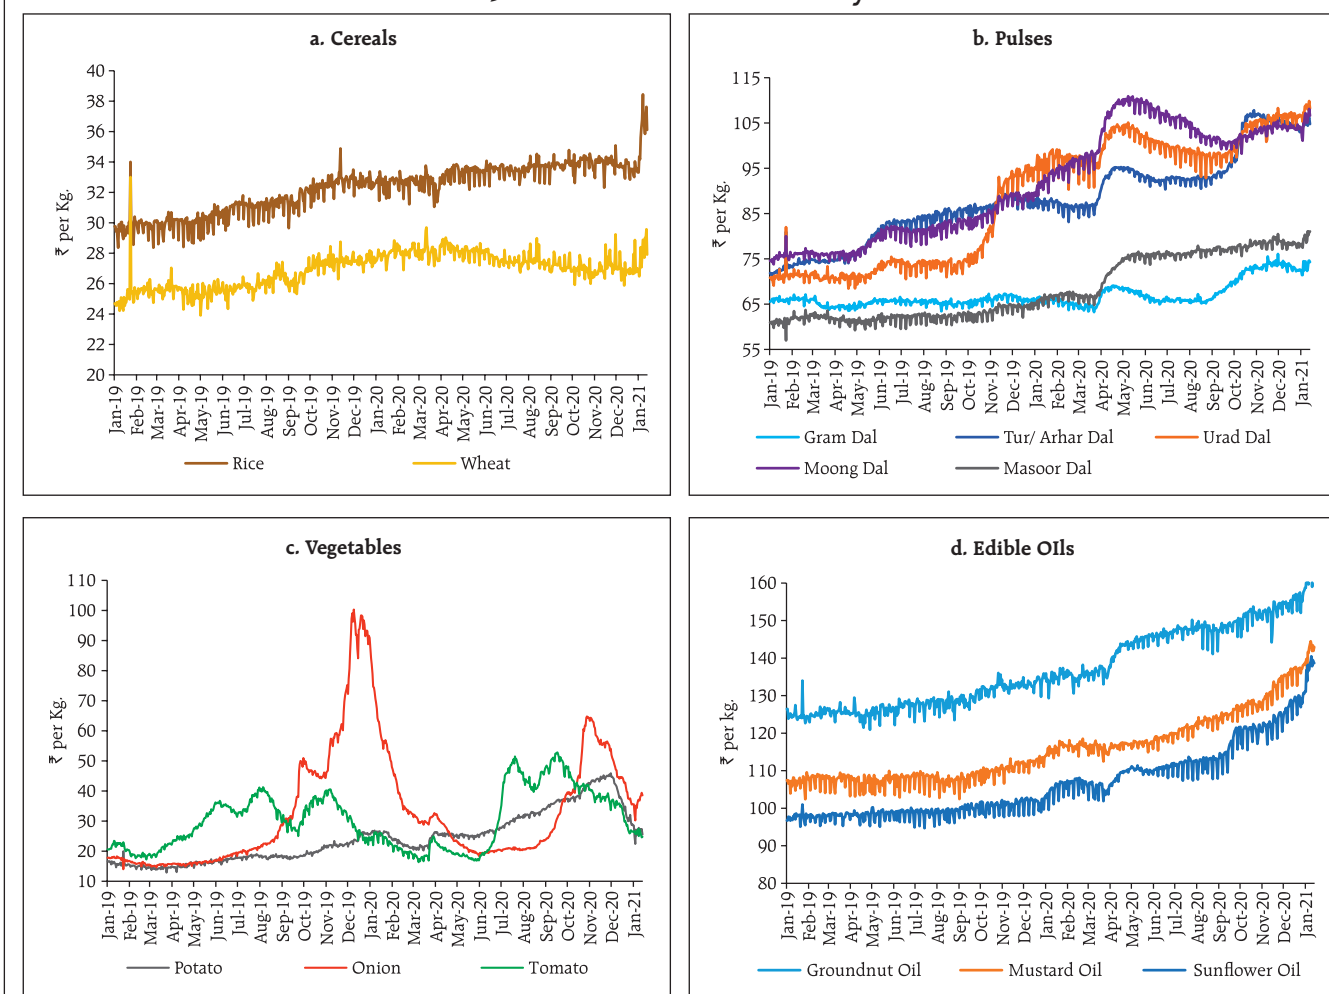 a. Cereals
40
38
36
34
32
30
28
26
24
22
20
₹ per Kg.
Jan-19
Feb-19
Mar-19
Apr-19
May-19
Jun-19
Jul-19
Aug-19
Sep-19
Oct-19
Nov-19
Dec-19
Jan-20
Feb-20
Mar-20
Apr-20
May-20
Jun-20
Jul-20
Aug-20
Sep-20
Oct-20
Nov-20
Dec-20
Jan-21
Rice
Wheat
b. Pulses
115
105
95
85
75
65
55
₹ per Kg.
Jan-19
Feb-19
Mar-19
Apr-19
May-19
Jun-19
Jul-19
Aug-19
Sep-19
Oct-19
Nov-19
Dec-19
Jan-20
Feb-20
Mar-20
Apr-20
May-20
Jun-20
Jul-20
Aug-20
Sep-20
Oct-20
Nov-20
Dec-20
Jan-21
Gram Dal
Tur/ Arhar Dal
Urad Dal
Moong Dal
Masoor Dal
c. Vegetables
110
100
90
80
70
60
50
40
30
20
10
₹ per Kg.
Jan-19
Feb-19
Mar-19
Apr-19
May-19
Jun-19
Jul-19
Aug-19
Sep-19
Oct-19
Nov-19
Dec-19
Jan-20
Feb-20
Mar-20
Apr-20
May-20
Jun-20
Jul-20
Aug-20
Sep-20
Oct-20
Nov-20
Dec-20
Jan-21
Potato
Onion
Tomato
d. Edible OIls
160
150
140
130
120
110
100
90
80
₹ per kg.
Jan-19
Feb-19
Mar-19
Apr-19
May-19
Jun-19
Jul-19
Aug-19
Sep-19
Oct-19
Nov-19
Dec-19
Jan-20
Feb-20
Mar-20
Apr-20
May-20
Jun-20
Jul-20
Aug-20
Sep-20
Oct-20
Nov-20
Dec-20
Jan-21
Groundnut Oil
Mustard Oil
Sunflower Oil